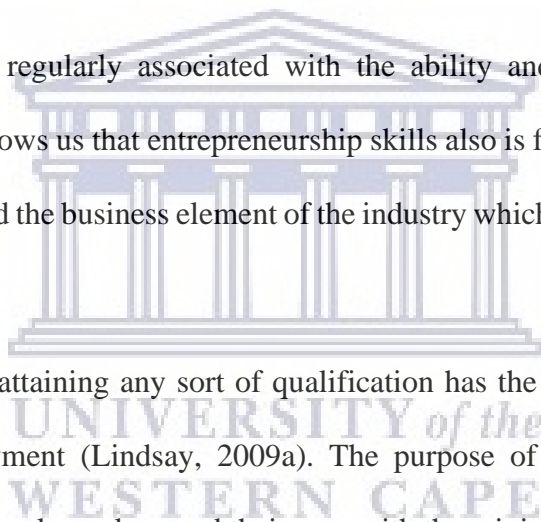 regularly associated with the ability and
ows us that entrepreneurship skills also is f
d the business element of the industry which
attaining any sort of qualification has the
UNIVERSITY of the
yment (Lindsay, 2009a). The purpose of
WESTERN CAPE